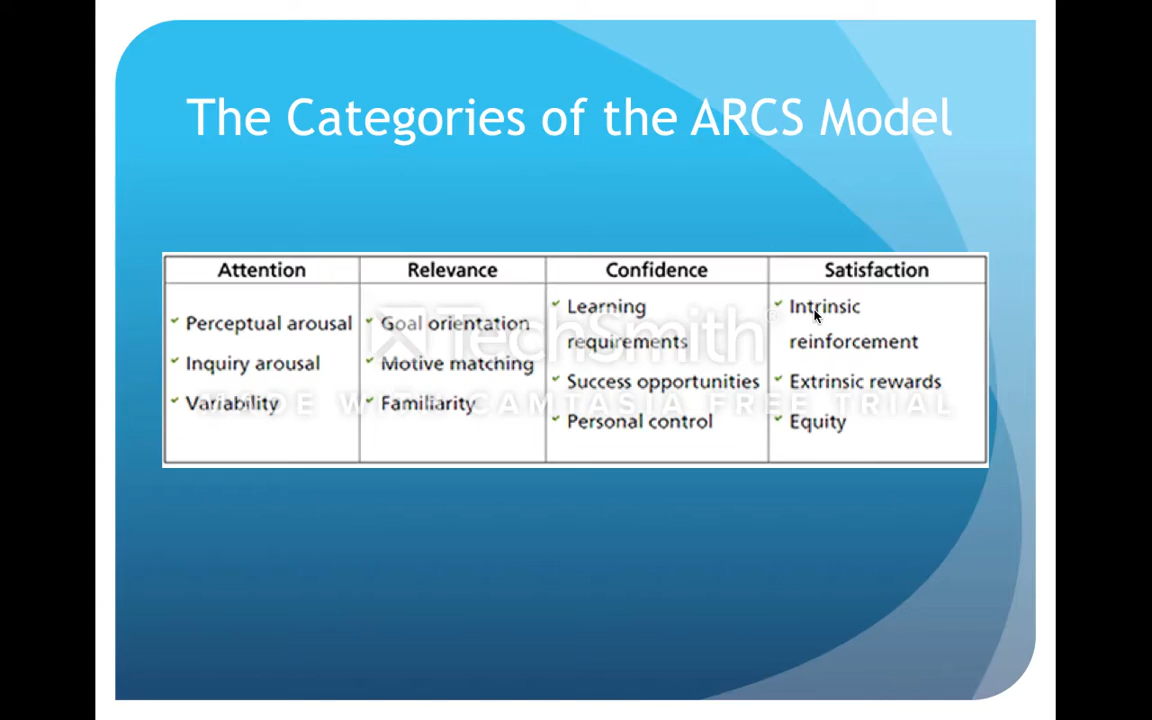 The Categories of the ARCS Model
Attention
Perceptual arousal
Inquiry arousal
Variability
Relevance
Goal orientation
Motive matching
Familiarity
Confidence
Learning
requirements
Success opportunities
Personal control
Satisfaction
Intrinsic
reinforcement
Extrinsic rewards
Equity
TechSmith®
MADE WITH CAMTASIA FREE TRIAL